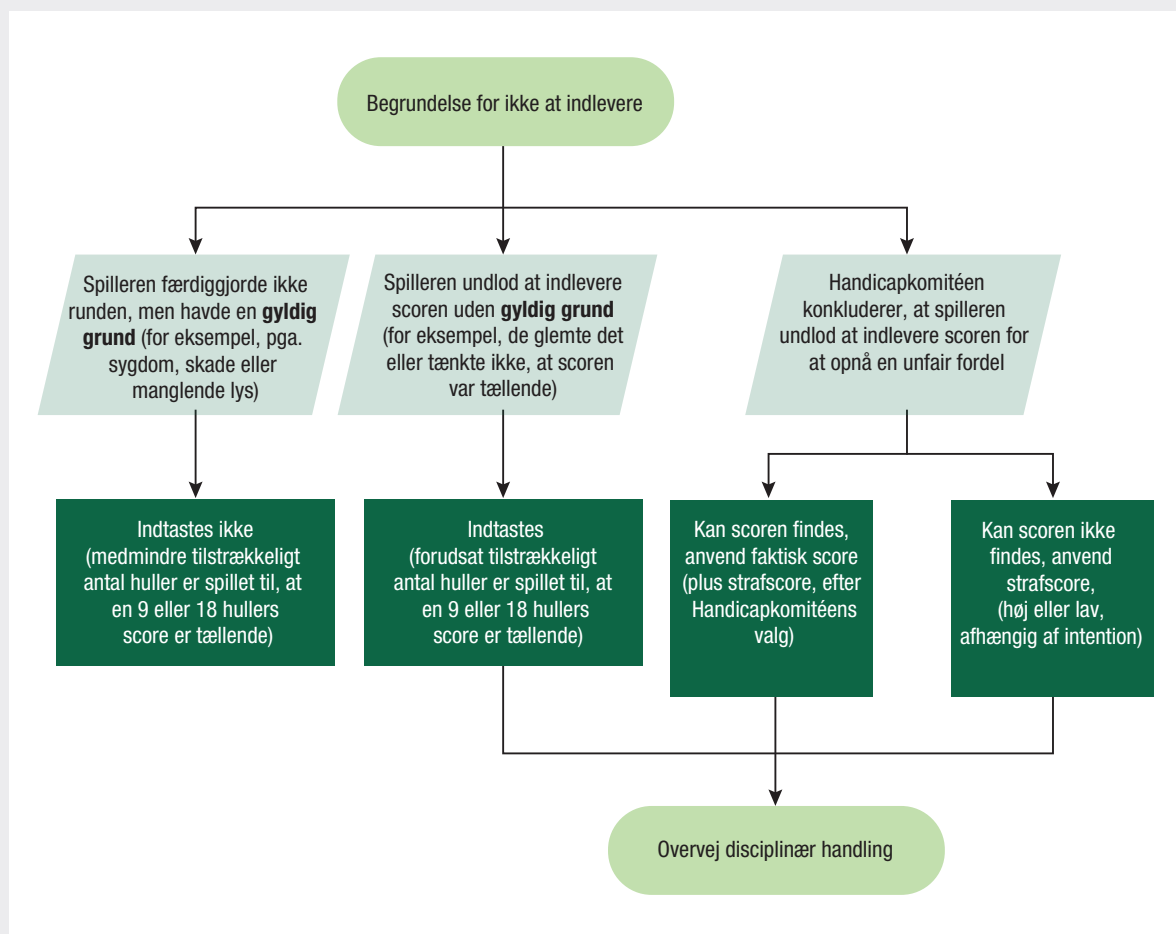 Begrundelse for ikke at indlevere
Spilleren færdiggjorde ikke
runden, men havde en gyldig
grund (for eksempel, pga.
sygdom, skade eller
manglende lys)
Spilleren undlod at indlevere
scoren uden gyldig grund
(for eksempel, de glemte det
eller tænkte ikke, at scoren
var tællende)
Handicapkomitéen
konkluderer, at spilleren
undlod at indlevere scoren for
at opnå en unfair fordel
Indtastes ikke
(medmindre tilstrækkeligt
antal huller er spillet til, at
en 9 eller 18 hullers
score er tællende)
Indtastes
(forudsat tilstrækkeligt
antal huller er spillet til, at
en 9 eller 18 hullers
score er tællende)
Kan scoren findes,
anvend faktisk score
(plus strafscore, efter
Handicapkomitéens
valg)
Kan scoren ikke
findes, anvend
strafscore,
(høj eller lav,
afhængig af intention)
Overvej disciplinær handling